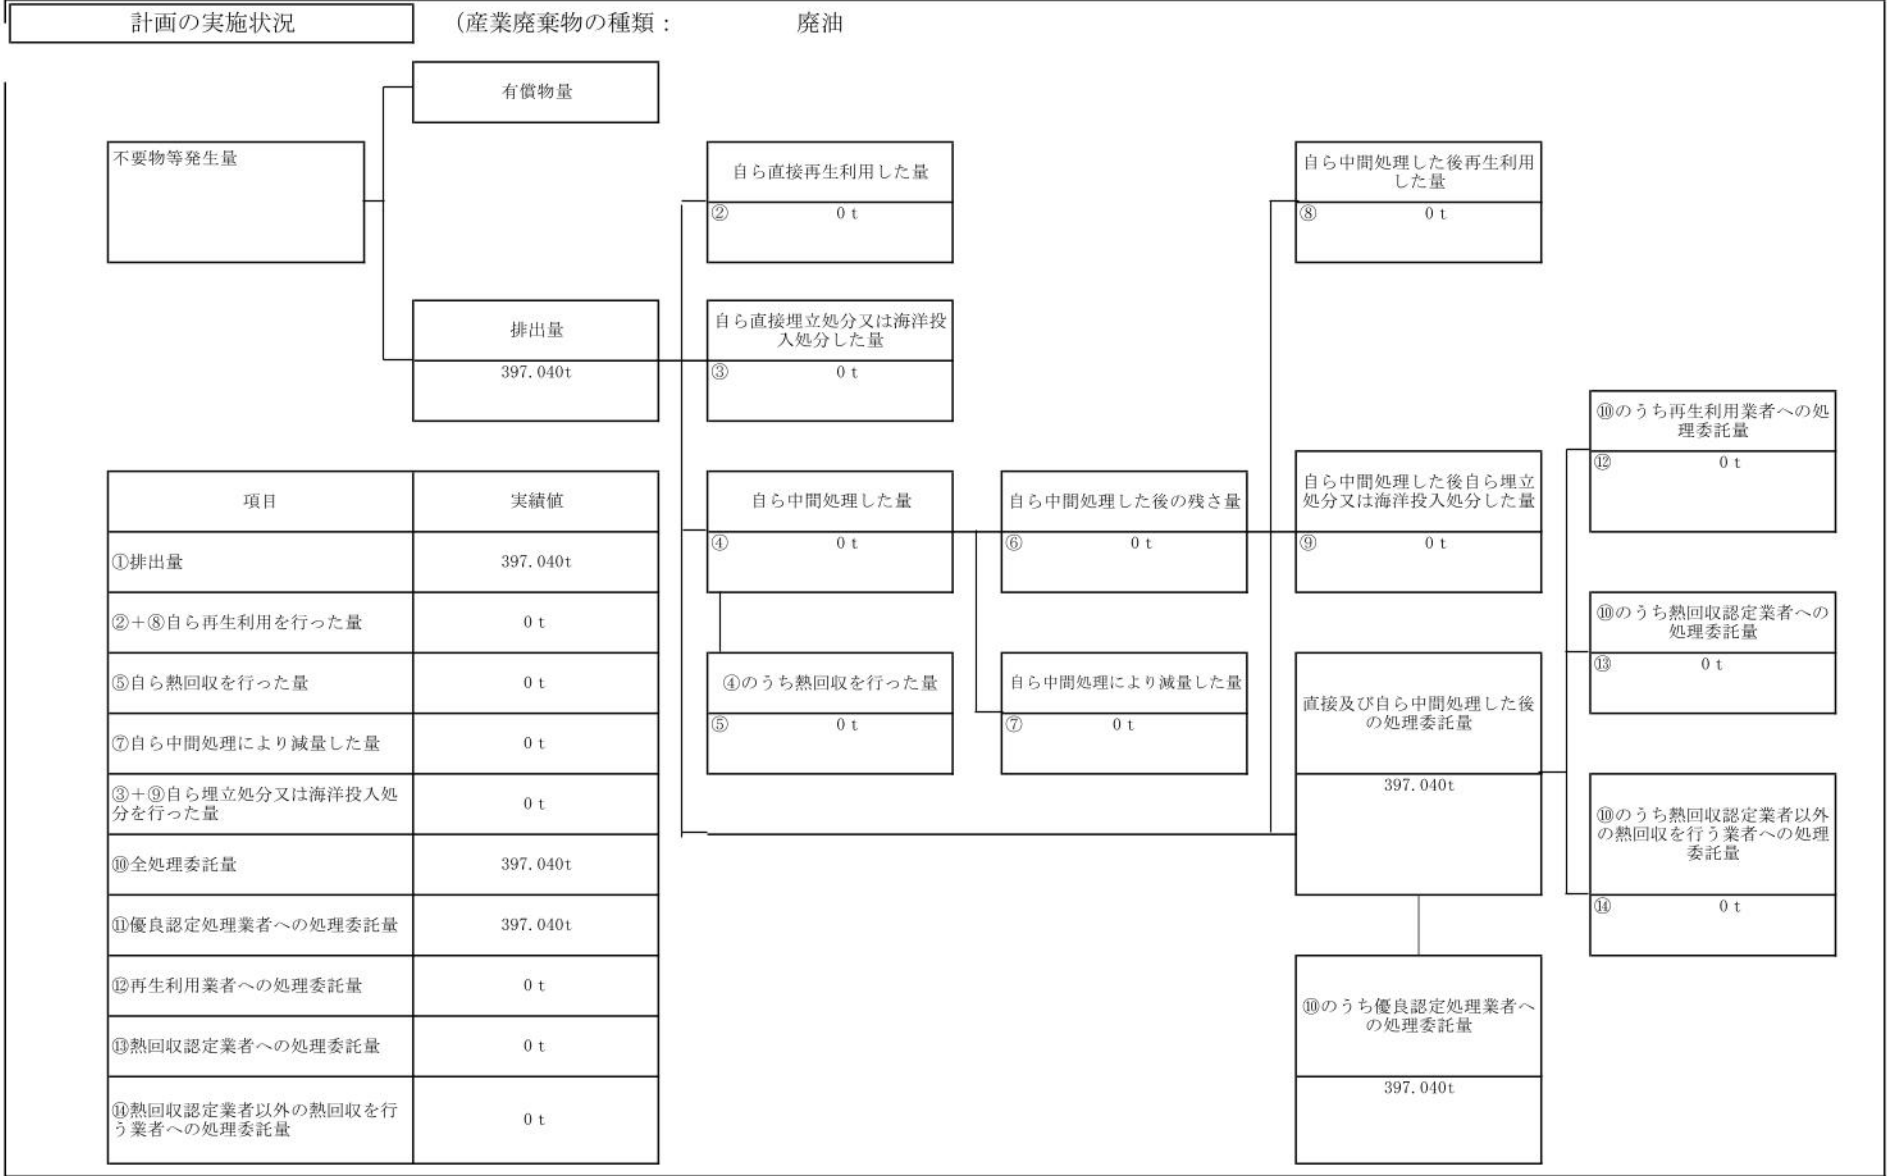 計画の実施状況
（産業廃棄物の種類： 廃油
有償物量
不要物等発生量
排出量
397.040t
自ら直接再生利用した量
② 0 t
自ら直接埋立処分又は海洋投
入処分した量
③ 0 t
自ら中間処理した後再生利用
した量
⑧ 0 t
項目 実績値
①排出量 397.040t
②＋⑧自ら再生利用を行った量 0 t
⑤自ら熱回収を行った量 0 t
⑦自ら中間処理により減量した量 0 t
③＋⑨自ら埋立処分又は海洋投入処
分を行った量
0 t
⑩全処理委託量 397.040t
⑪優良認定処理業者への処理委託量 397.040t
⑫再生利用業者への処理委託量 0 t
⑬熱回収認定業者への処理委託量 0 t
⑭熱回収認定業者以外の熱回収を行
う業者への処理委託量
0 t
自ら中間処理した量
④ 0 t
④のうち熱回収を行った量
⑤ 0 t
自ら中間処理した後の残さ量
⑥ 0 t
自ら中間処理により減量した量
⑦ 0 t
自ら中間処理した後自ら埋立
処分又は海洋投入処分した量
⑨ 0 t
直接及び自ら中間処理した後
の処理委託量
397.040t
⑩のうち優良認定処理業者へ
の処理委託量
397.040t
⑩のうち再生利用業者への処
理委託量
⑫ 0 t
⑩のうち熱回収認定業者への
処理委託量
⑬ 0 t
⑩のうち熱回収認定業者以外
の熱回収を行う業者への処理
委託量
⑭ 0 t